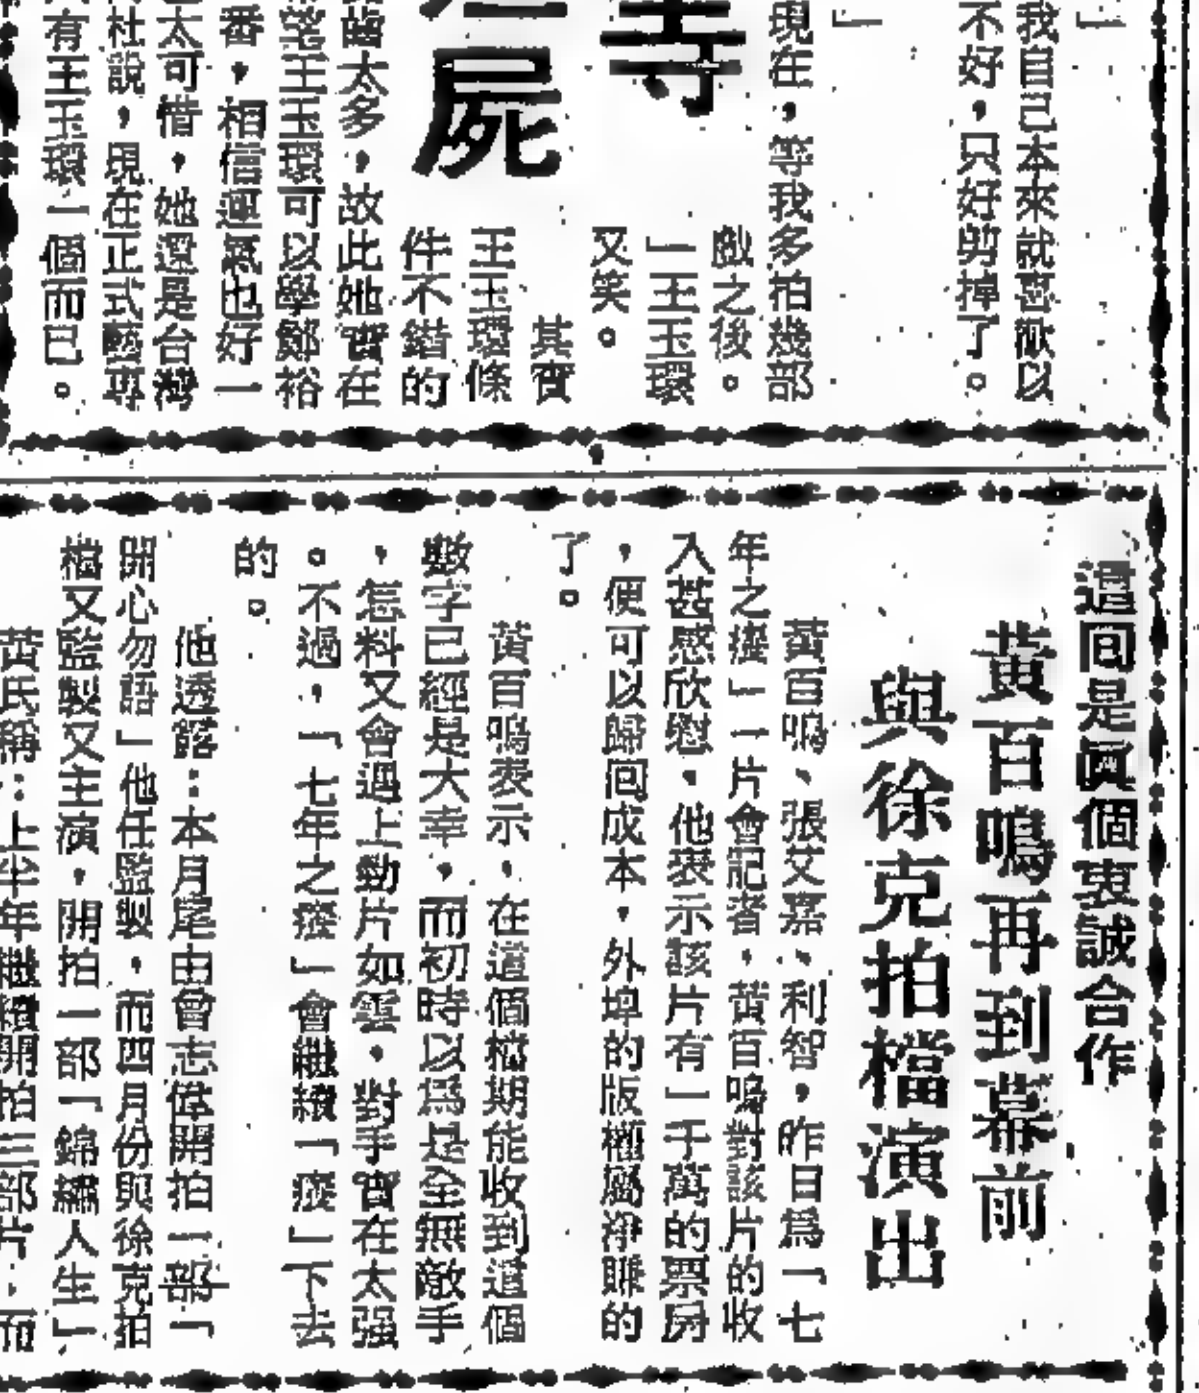 」
我自己本來就喜歡以
不好，只好剪掉了。
」
現在，等我多拍幾部
戲之後。
」王玉環
又笑。
寺
屍
其實
王玉環條
件不錯的
齒太多，故此她實在
望王玉環可以學鄭裕
番，相信運氣也好一
太可惜，她還是台灣
杜說，現在正式藝專
有王玉環一個而已。
這回是眞個衷誠合作
黃百鳴再到幕前
與徐克拍檔演出
黃百鳴、張艾嘉、利智，昨日爲「七
年之癢」一片會記者，黃百鳴對該片的收
入甚感欣慰，他表示該片有一千萬的票房
，便可以歸回成本，外埠的版權屬淨賺的
了。
黃百鳴表示，在這個檔期能收到這個
數字已經是大幸，而初時以爲是全無敵手
，怎料又會遇上勁片如雲，對手實在太强
。不過，「七年之癢」會繼續「癢」下去
的。
他透露：本月尾由曾志偉開拍一部「
開心勿語」他任監製，而四月份與徐克拍
檔又監製又主演，開拍一部「錦繡人生」
黃氏稱：上半年繼續開拍三部片，而